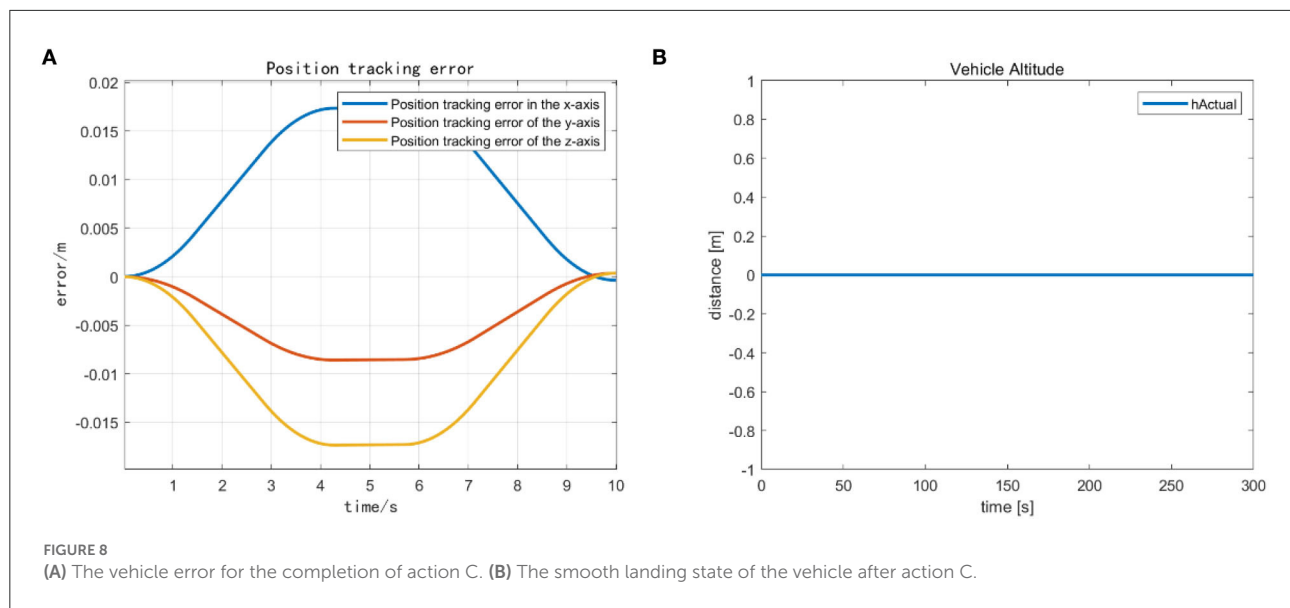 A
Position tracking error
0.02
0.015
0.01
0.005
0
-0.005
-0.01
-0.015
error/m
Position tracking error in the x-axis
Position tracking error of the y-axis
Position tracking error of the z-axis
1 2 3 4 5 6 7 8 9 10
time/s
B
Vehicle Altitude
1
0.8
0.6
0.4
0.2
0
-0.2
-0.4
-0.6
-0.8
-1
distance [m]
hActual
0 50 100 150 200 250 300
time [s]
FIGURE 8
(A) The vehicle error for the completion of action C. (B) The smooth landing state of the vehicle after action C.